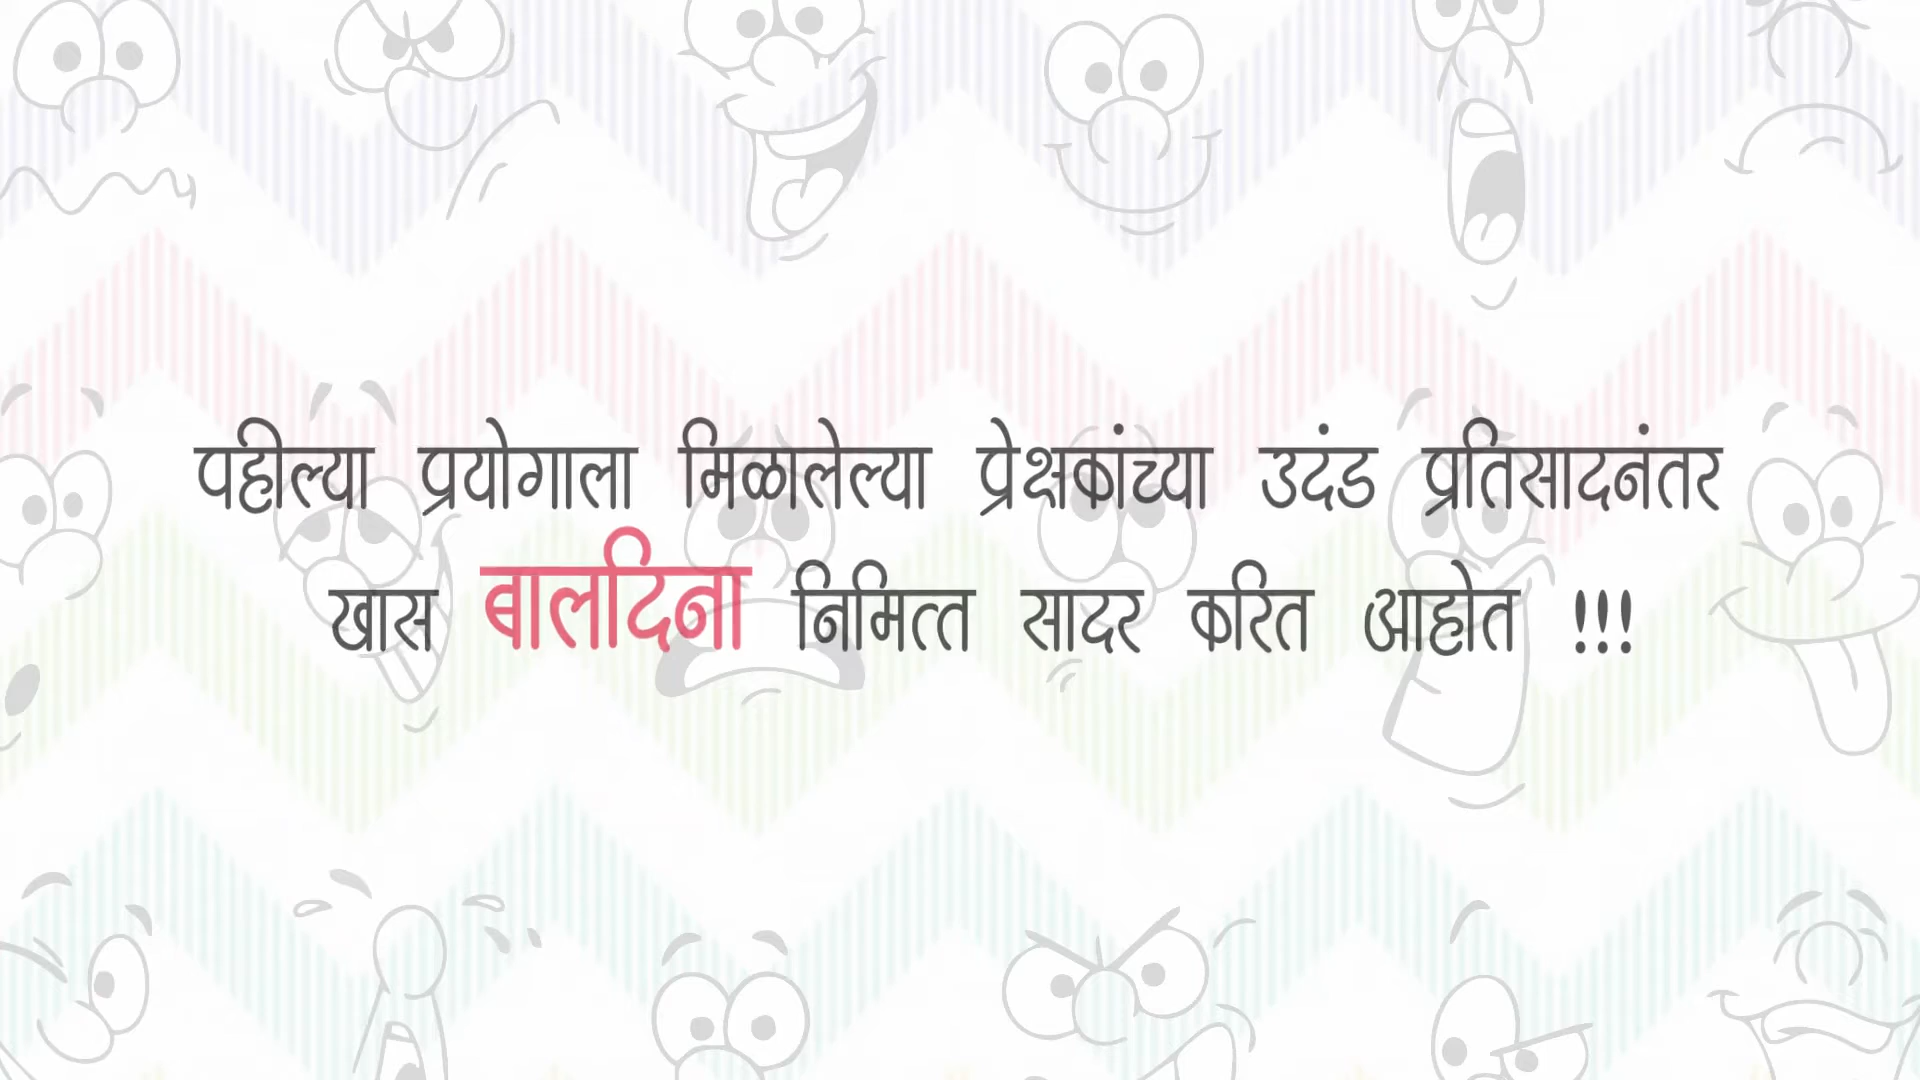 पहील्या प्रयोगाला मिळालेल्या प्रेक्षकांच्या उदंड प्रतिसादनंतर
खास बालदिना निमित्त सादर करित आहोत !!!